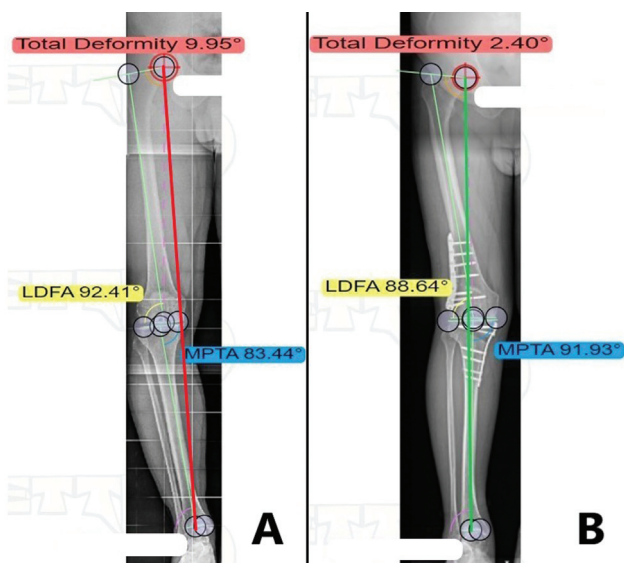 Total Deformity 9.95°
LDFA 92.41°
MPTA 83.44°
A
Total Deformity 2.40°
LDFA 88.64°
MPTA 91.93°
B